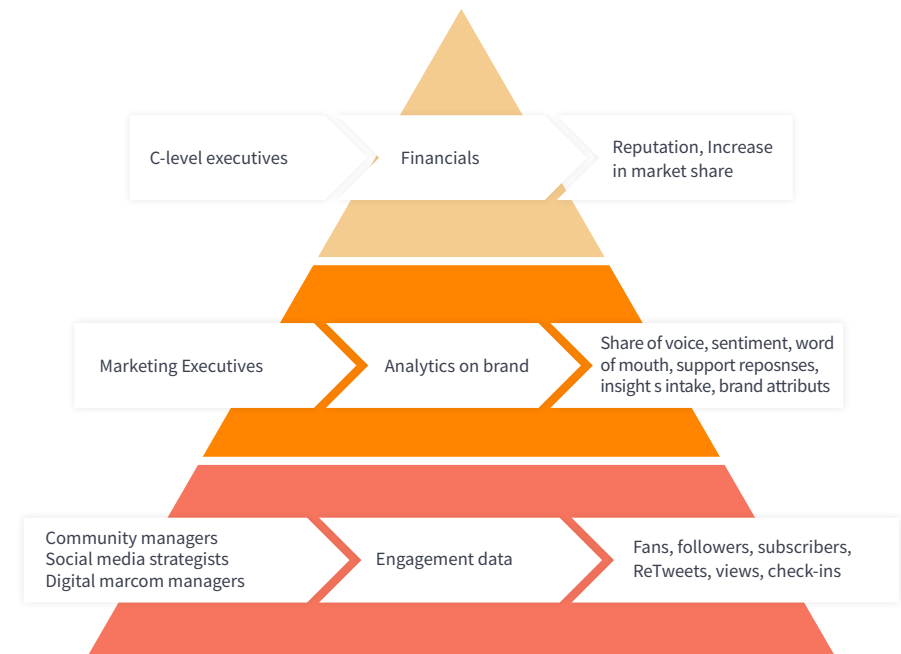 C-level executives
Financials
Reputation, Increase
in market share
Marketing Executives
Analytics on brand
Share of voice, sentiment, word
of mouth, support reposnses,
insight s intake, brand attributs
Community managers
Social media strategists
Digital marcom managers
Engagement data
Fans, followers, subscribers,
ReTweets, views, check-ins